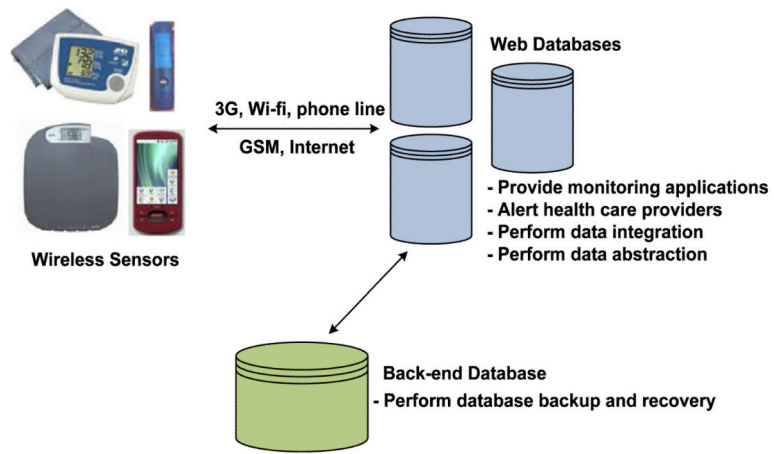 Web Databases
3G, Wi-fi, phone line
GSM, Internet
- Provide monitoring applications
- Alert health care providers
- Perform data integration
- Perform data abstraction
Wireless Sensors
Back-end Database
- Perform database backup and recovery